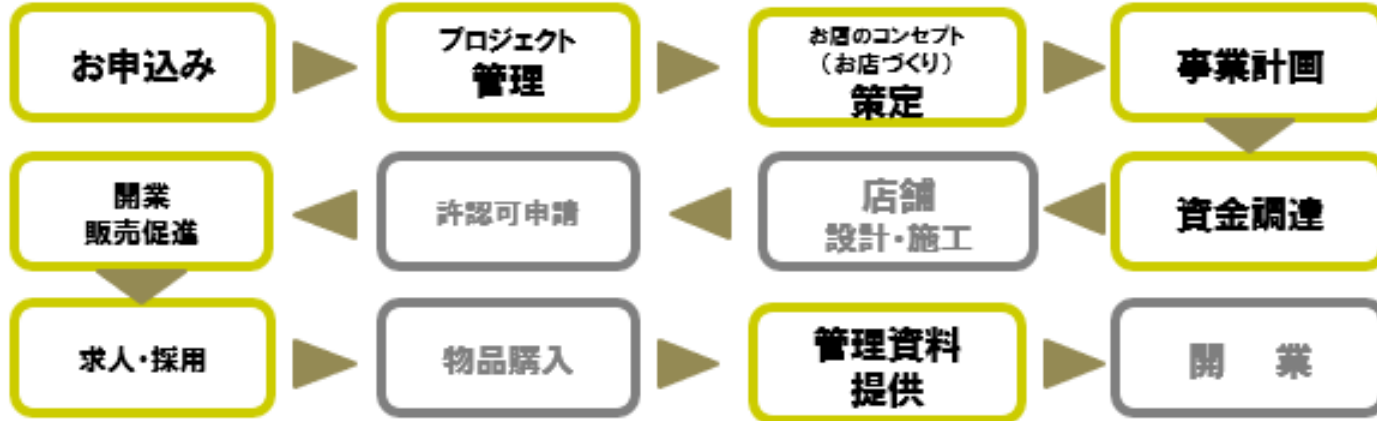 お申込み
プロジェクト
管理
お店のコンセプト
（お店づくり）
策定
事業計画
資金調達
店舗
設計・施工
許認可申請
開業
販売促進
求人・採用
物品購入
管理資料
提供
開　業